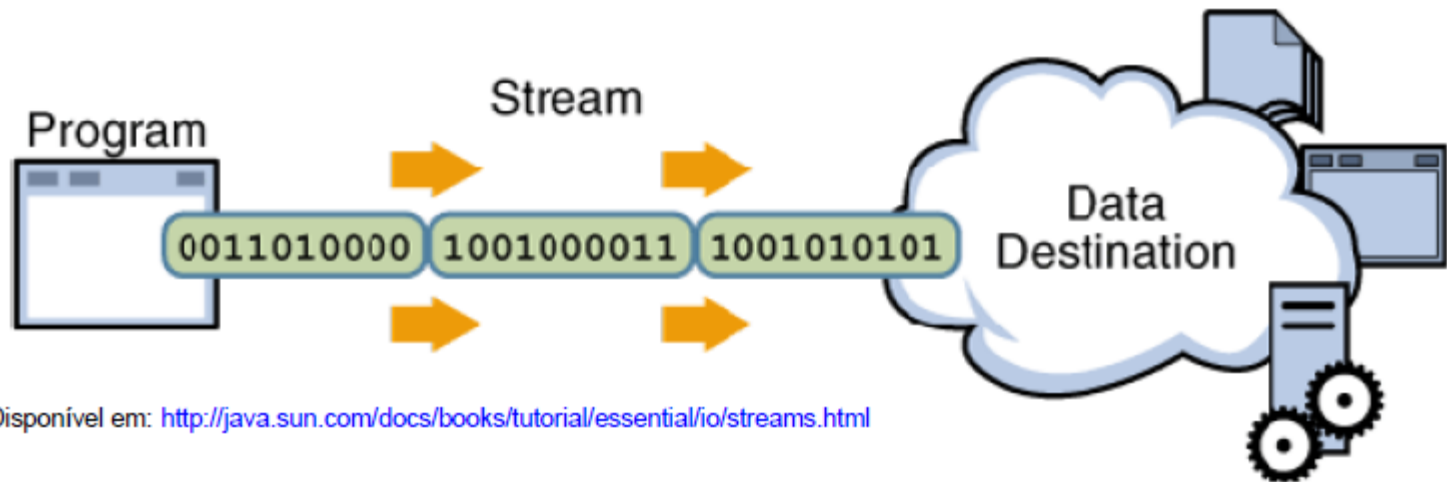 Stream
Program
0011010000 1001000011 1001010101
Data
Destination
Disponível em: http://java.sun.com/docs/books/tutorial/essential/io/streams.html